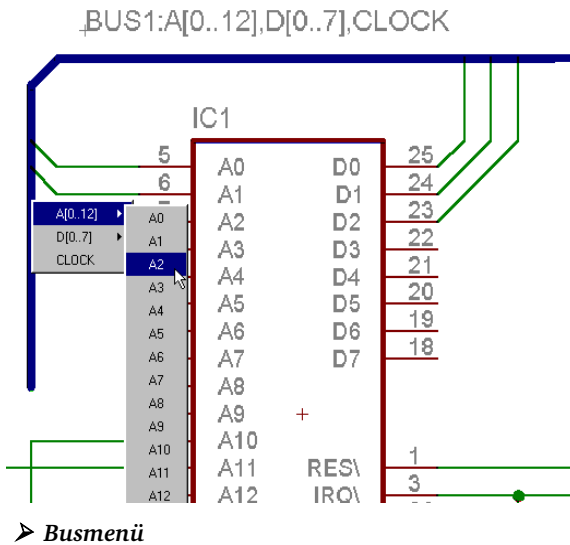 BUS1:A[0..12],D[0..7],CLOCK
IC1
5 A0 D0 25
6 A1 D1 24
A2 D2 23
A3 D3 22
A4 D4 21
A5 D5 20
A6 D6 19
A7 D7 18
A8
A9
A10
A11 RES\ 1
A12 IRQ\ 3
A[0..12]
D[0..7]
CLOCK
A0
A1
A2
A3
A4
A5
A6
A7
A8
A9
A10
A11
A12
➢ Busmenü